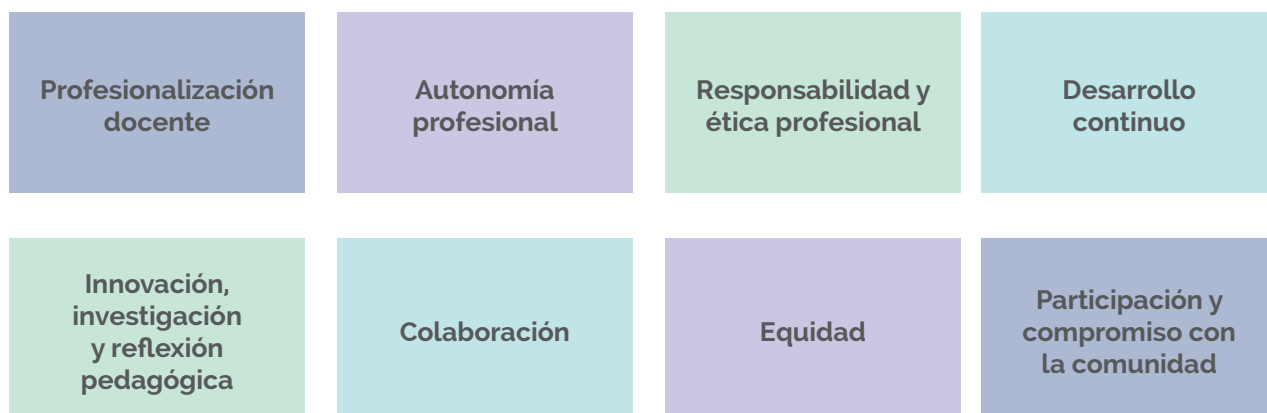 Profesionalización
docente
Autonomía
profesional
Responsabilidad y
ética profesional
Desarrollo
continuo
Innovación,
investigación
y reflexión
pedagógica
Colaboración
Equidad
Participación y
compromiso con
la comunidad